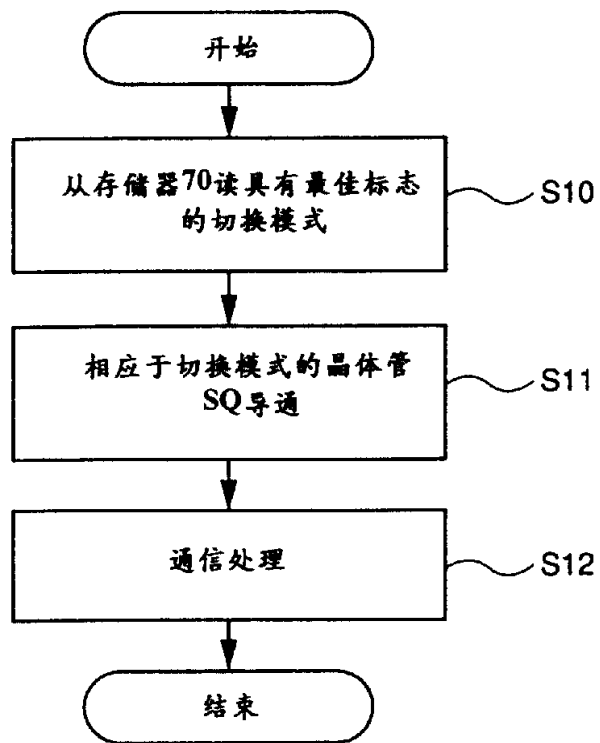 开始
从存储器70读具有最佳标志
的切换模式
S10
相应于切换模式的晶体管
SQ导通
S11
通信处理
S12
结束